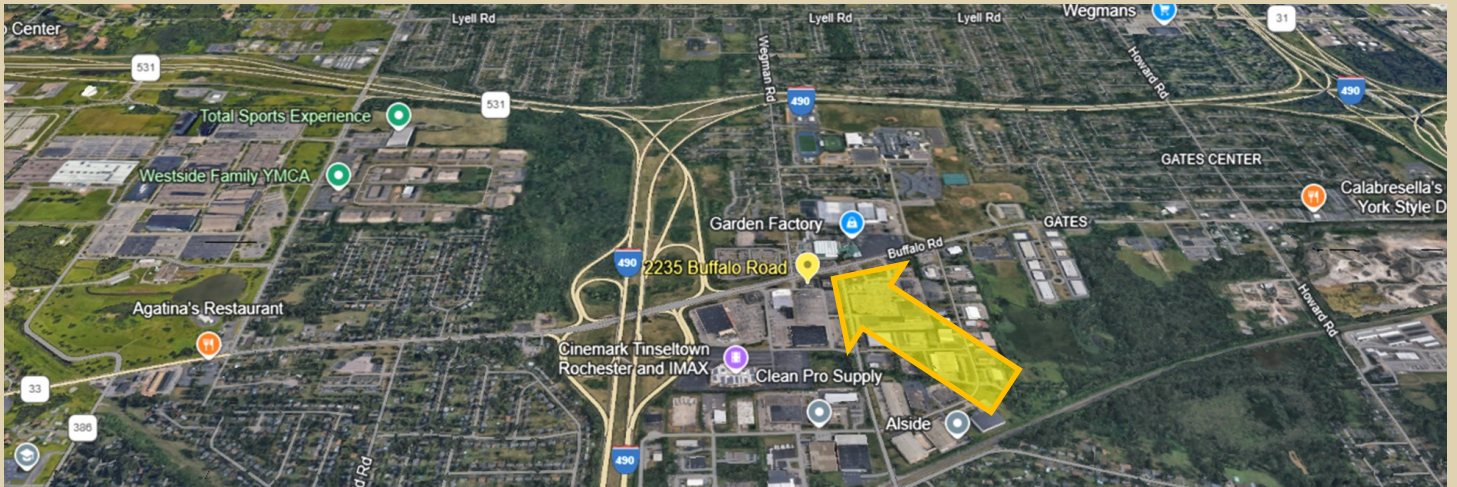 Lyell Rd
Lyell Rd
Lyell Rd
Wegmans
31
Center
531
Wegman Rd
Howard Rd
531
490
490
Total Sports Experience
Westside Family YMCA
GATES CENTER
Calabresella's
York Style D
Garden Factory
GATES
Buffalo Rd
490
2235 Buffalo Road
Agatina's Restaurant
Howard Rd
Cinemark Tinseltown
Rochester and IMAX
Clean Pro Supply
33
386
Alside
490
d Rd